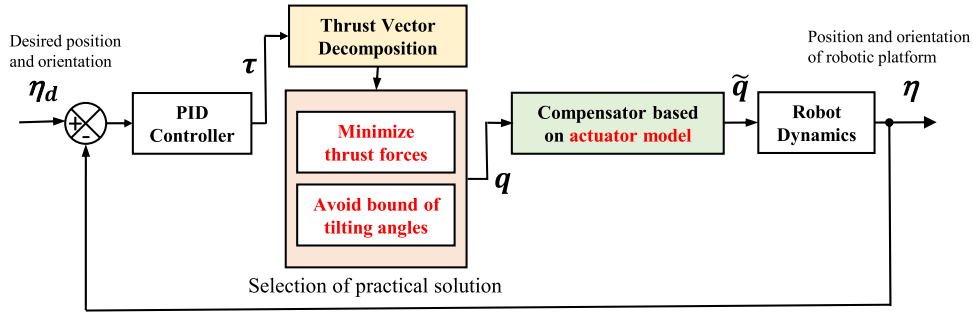 Desired position
and orientation
η_d
+
-
PID
Controller
τ
Thrust Vector
Decomposition
Minimize
thrust forces
Avoid bound of
tilting angles
Selection of practical solution
q
Compensator based
on actuator model
q̃
Robot
Dynamics
Position and orientation
of robotic platform
η